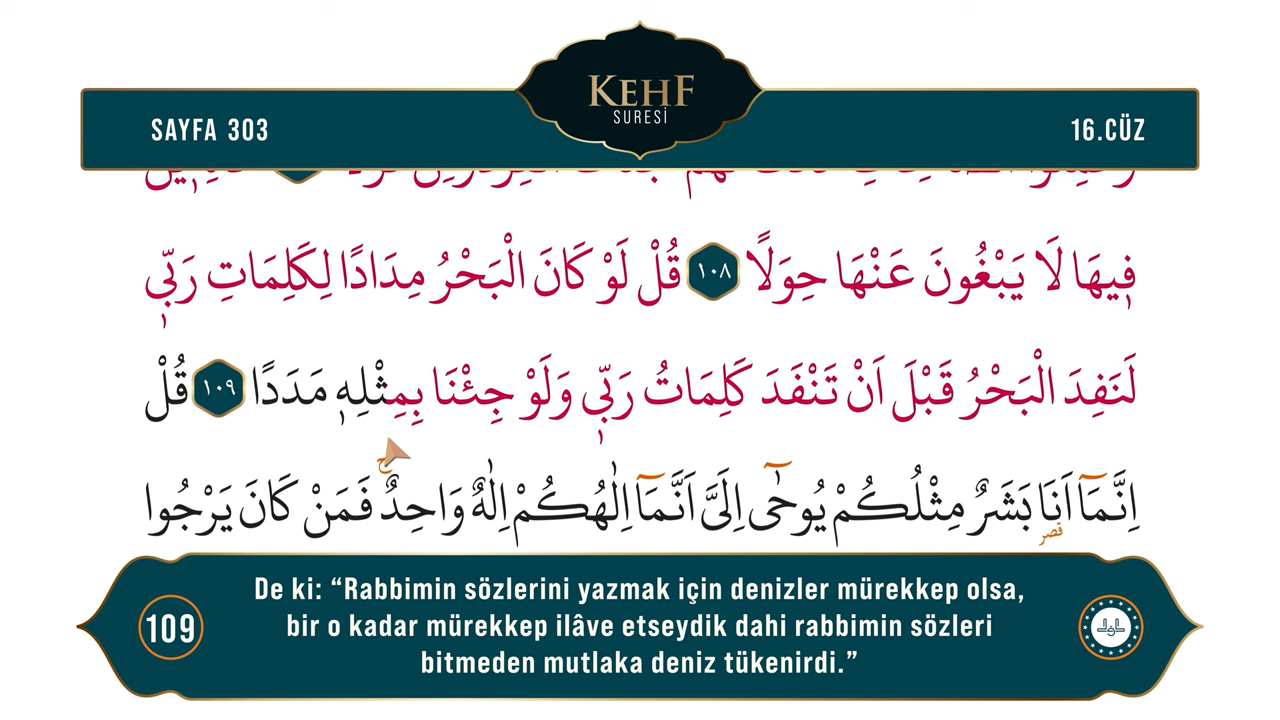 KEHF
SURESİ
SAYFA 303
16.CÜZ
فِيهَا لَا يَبْغُونَ عَنْهَا حِوَلًا ١٠٨ قُلْ لَوْ كَانَ الْبَحْرُ مِدَادًا لِكَلِمَاتِ رَبّ۪ي
لَنَفِدَ الْبَحْرُ قَبْلَ اَنْ تَنْفَدَ كَلِمَاتُ رَبّ۪ي وَلَوْ جِئْنَا بِمِثْلِه۪ مَدَدًا ١٠٩ قُلْ
اِنَّمَٓا اَنَا بَشَرٌ مِثْلُكُمْ يُوحٰٓى اِلَيَّ اَنَّمَٓا اِلٰهُكُمْ اِلٰهٌ وَاحِدٌۚ فَمَنْ كَانَ يَرْجُوا
قصر
De ki: “Rabbimin sözlerini yazmak için denizler mürekkep olsa,
109
bir o kadar mürekkep ilâve etseydik dahi rabbimin sözleri
bitmeden mutlaka deniz tükenirdi.”